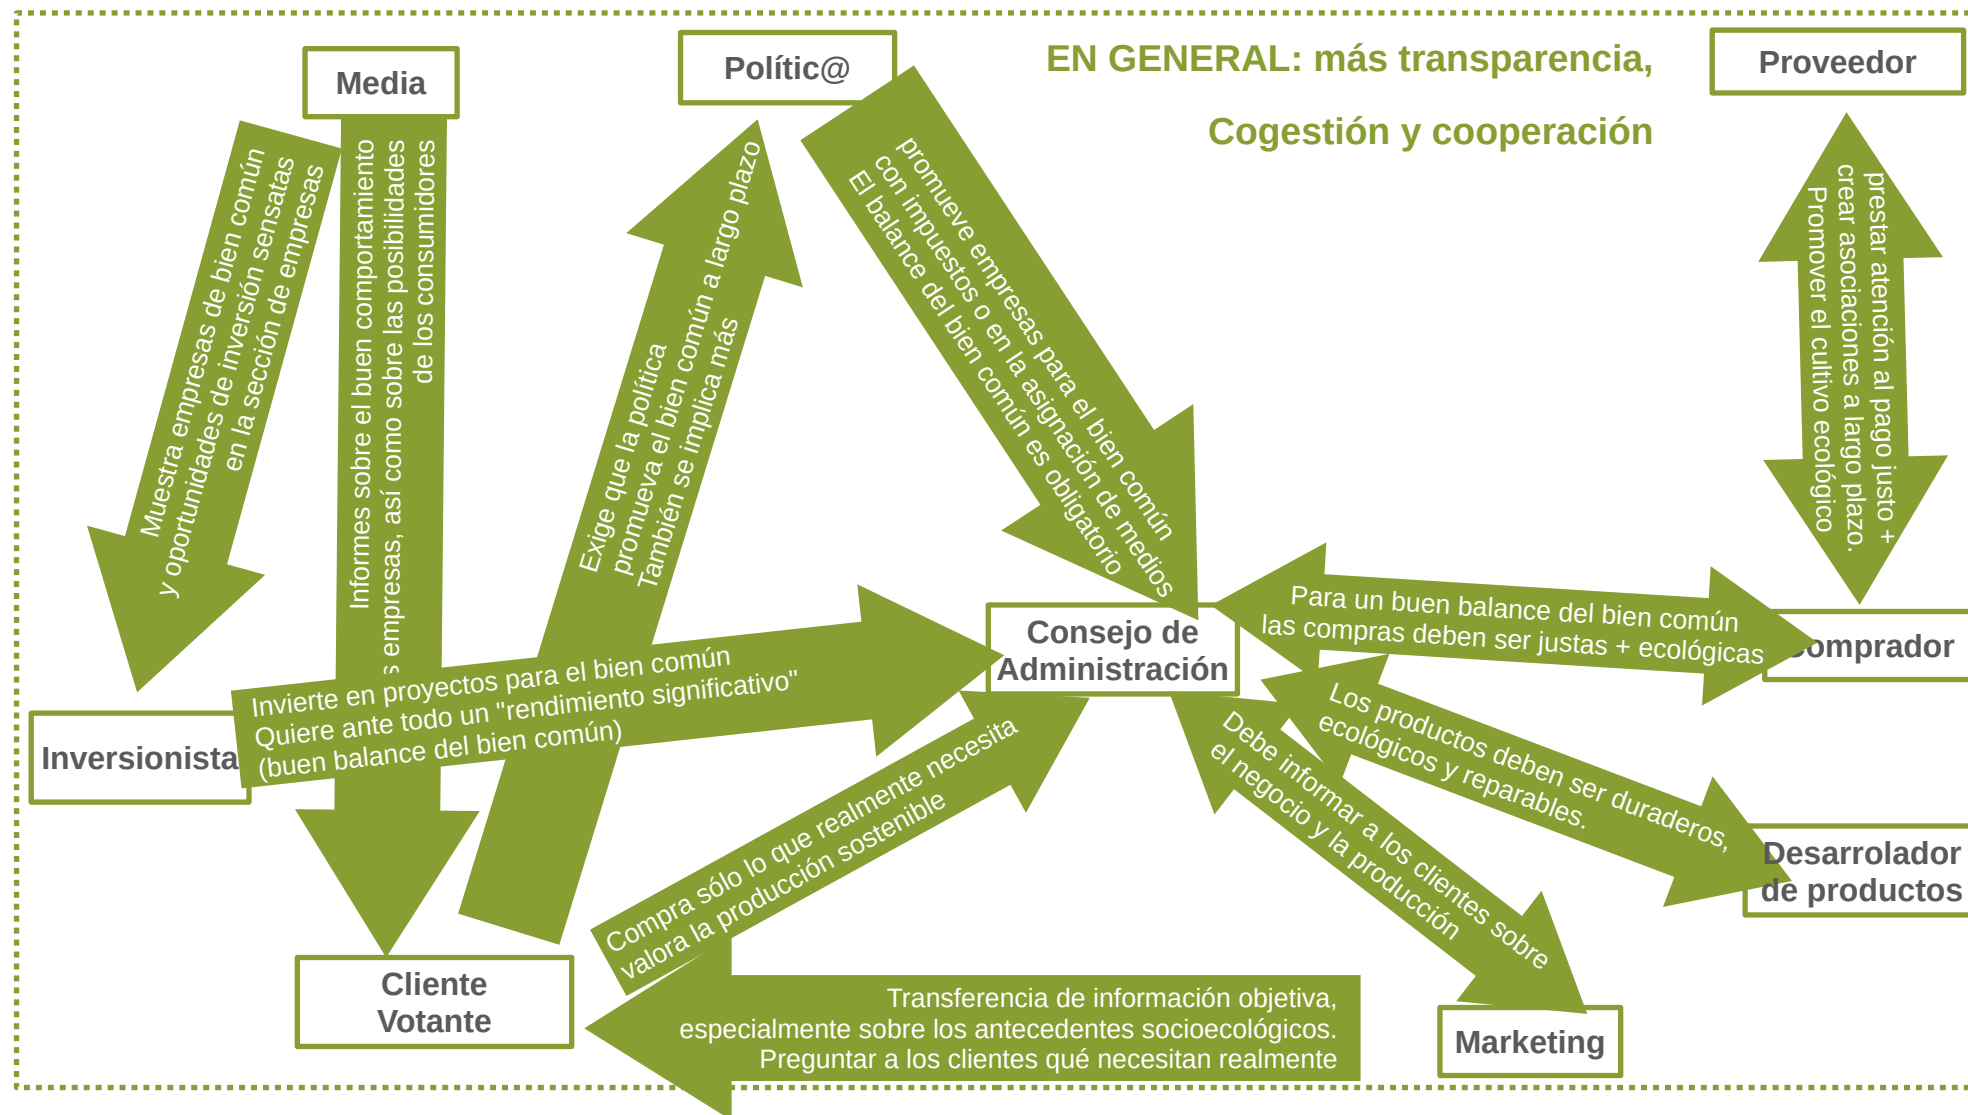 Media
Polític@
EN GENERAL: más transparencia,
Cogestión y cooperación
Proveedor
Muestra empresas de bien común
y oportunidades de inversión sensatas
en la sección de empresas
Informes sobre el buen comportamiento
s empresas, así como sobre las posibilidades
de los consumidores
Exige que la política
promueva el bien común a largo plazo
También se implica más
promueve empresas para el bien común
con impuestos o en la asignación de medios
El balance del bien común es obligatorio
prestar atención al pago justo +
crear asociaciones a largo plazo.
Promover el cultivo ecológico
Consejo de
Administración
Para un buen balance del bien común
las compras deben ser justas + ecológicas
omprador
Inversionista
Invierte en proyectos para el bien común
Quiere ante todo un "rendimiento significativo"
(buen balance del bien común)
Los productos deben ser duraderos,
ecológicos y reparables.
Debe informar a los clientes sobre
el negocio y la producción
Desarrolador
de productos
Compra sólo lo que realmente necesita
valora la producción sostenible
Cliente
Votante
Transferencia de información objetiva,
especialmente sobre los antecedentes socioecológicos.
Preguntar a los clientes qué necesitan realmente
Marketing